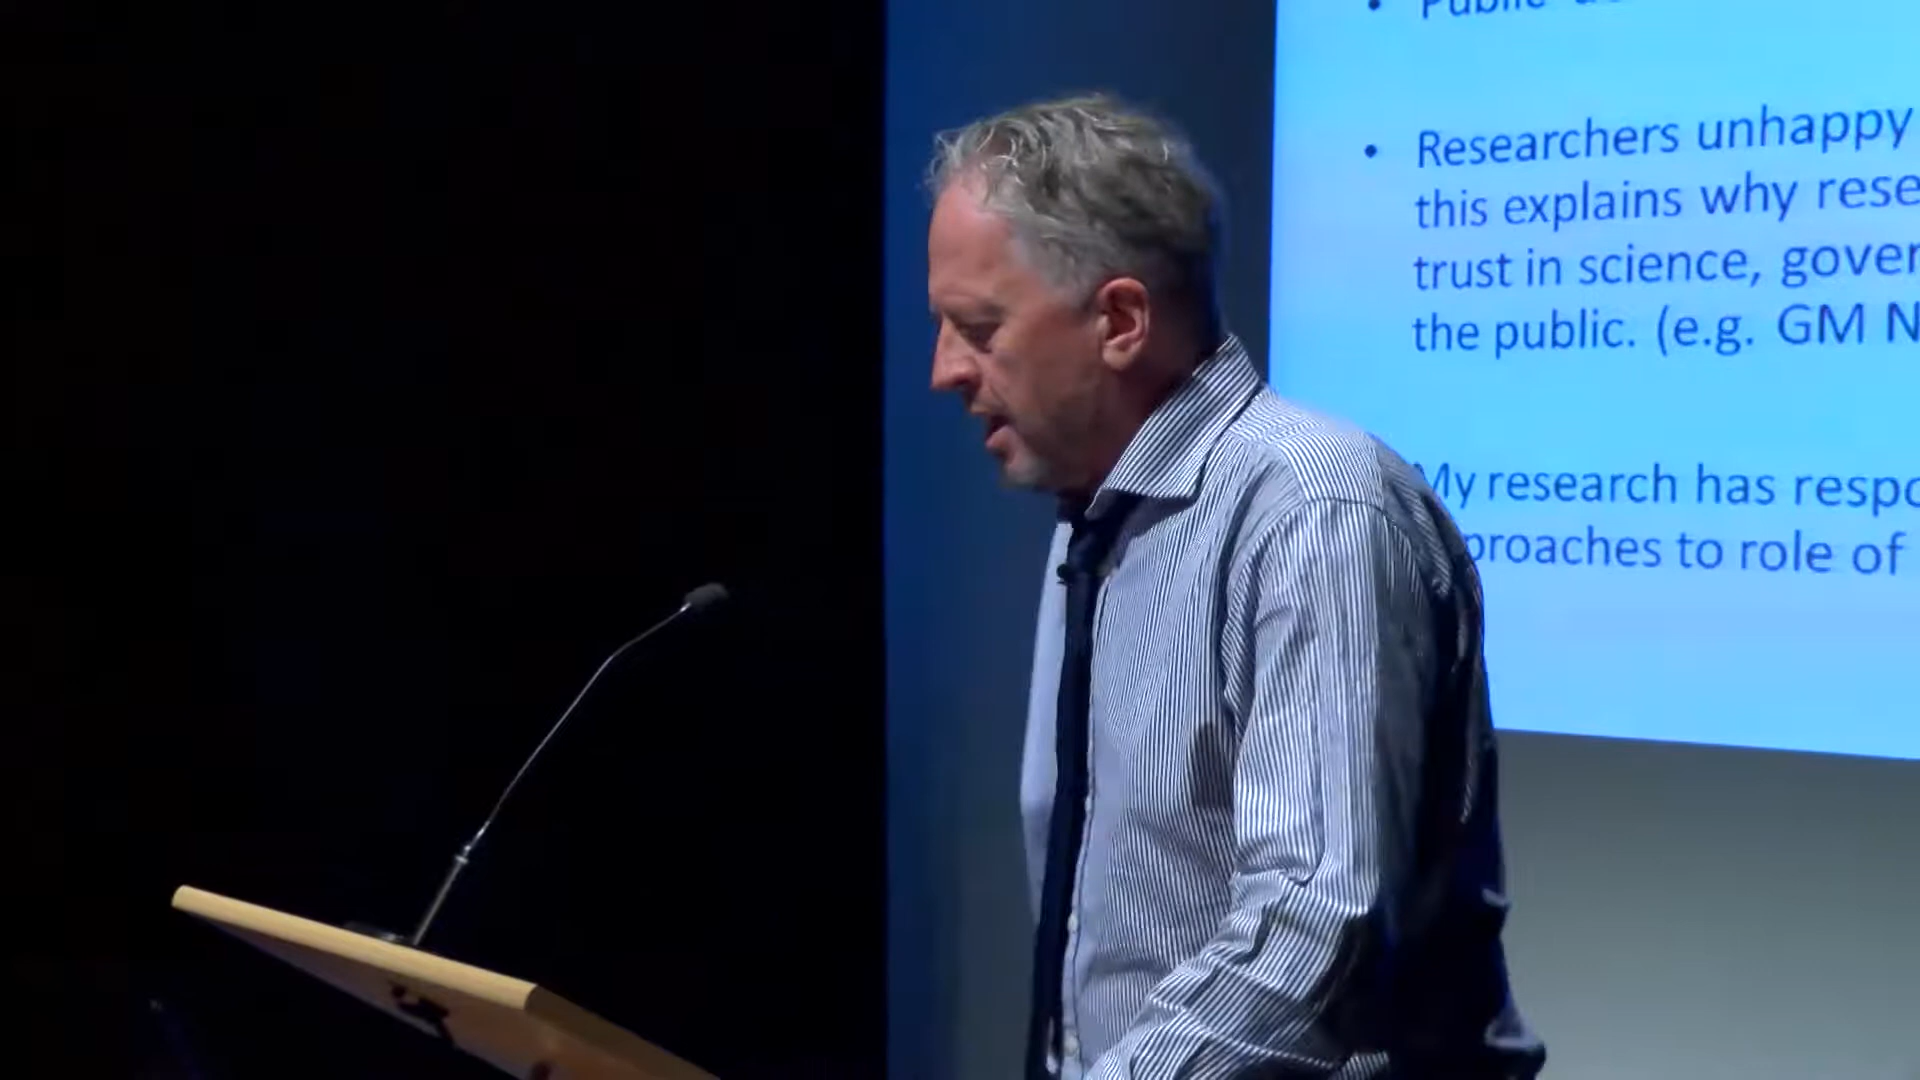 Public
Researchers unhappy
this explains why rese
trust in science, gover
the public. (e.g. GM N
My research has respo
proaches to role of